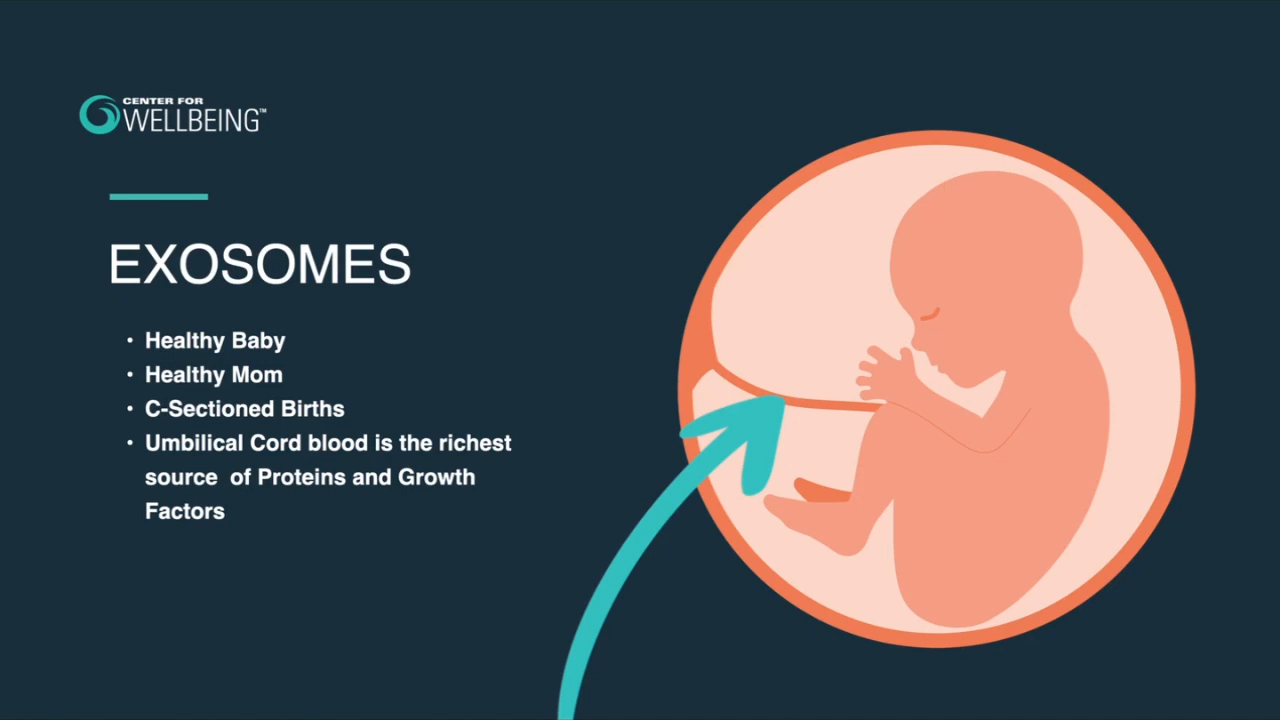 CENTER FOR
WELLBEING™
EXOSOMES
• Healthy Baby
• Healthy Mom
• C-Sectioned Births
• Umbilical Cord blood is the richest
source of Proteins and Growth
Factors